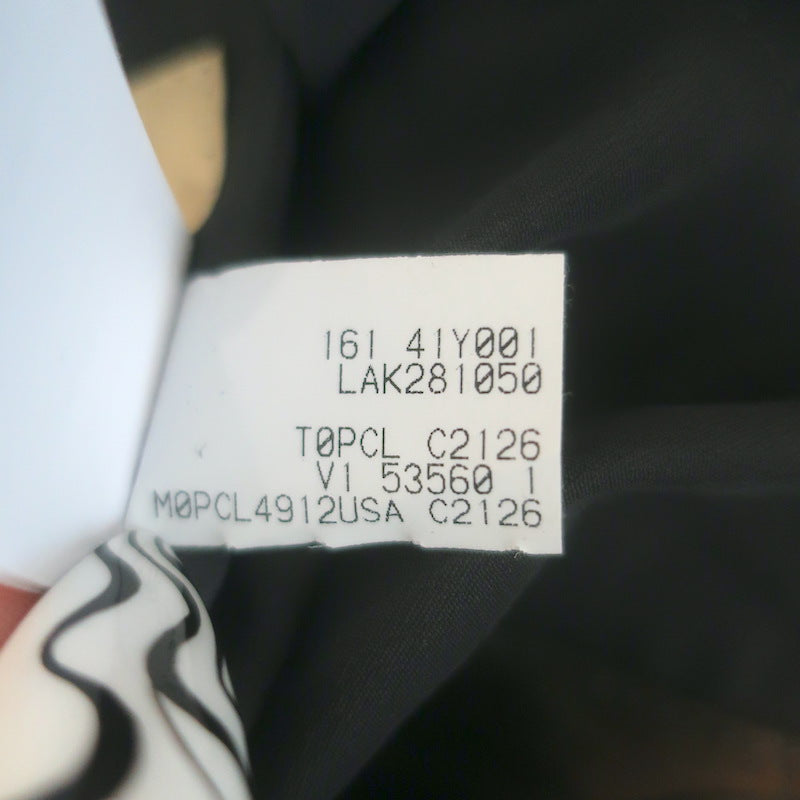 161 41Y001
LAK281050
T0PCL C2126
V1 53560 1
M0PCL4912USA C2126